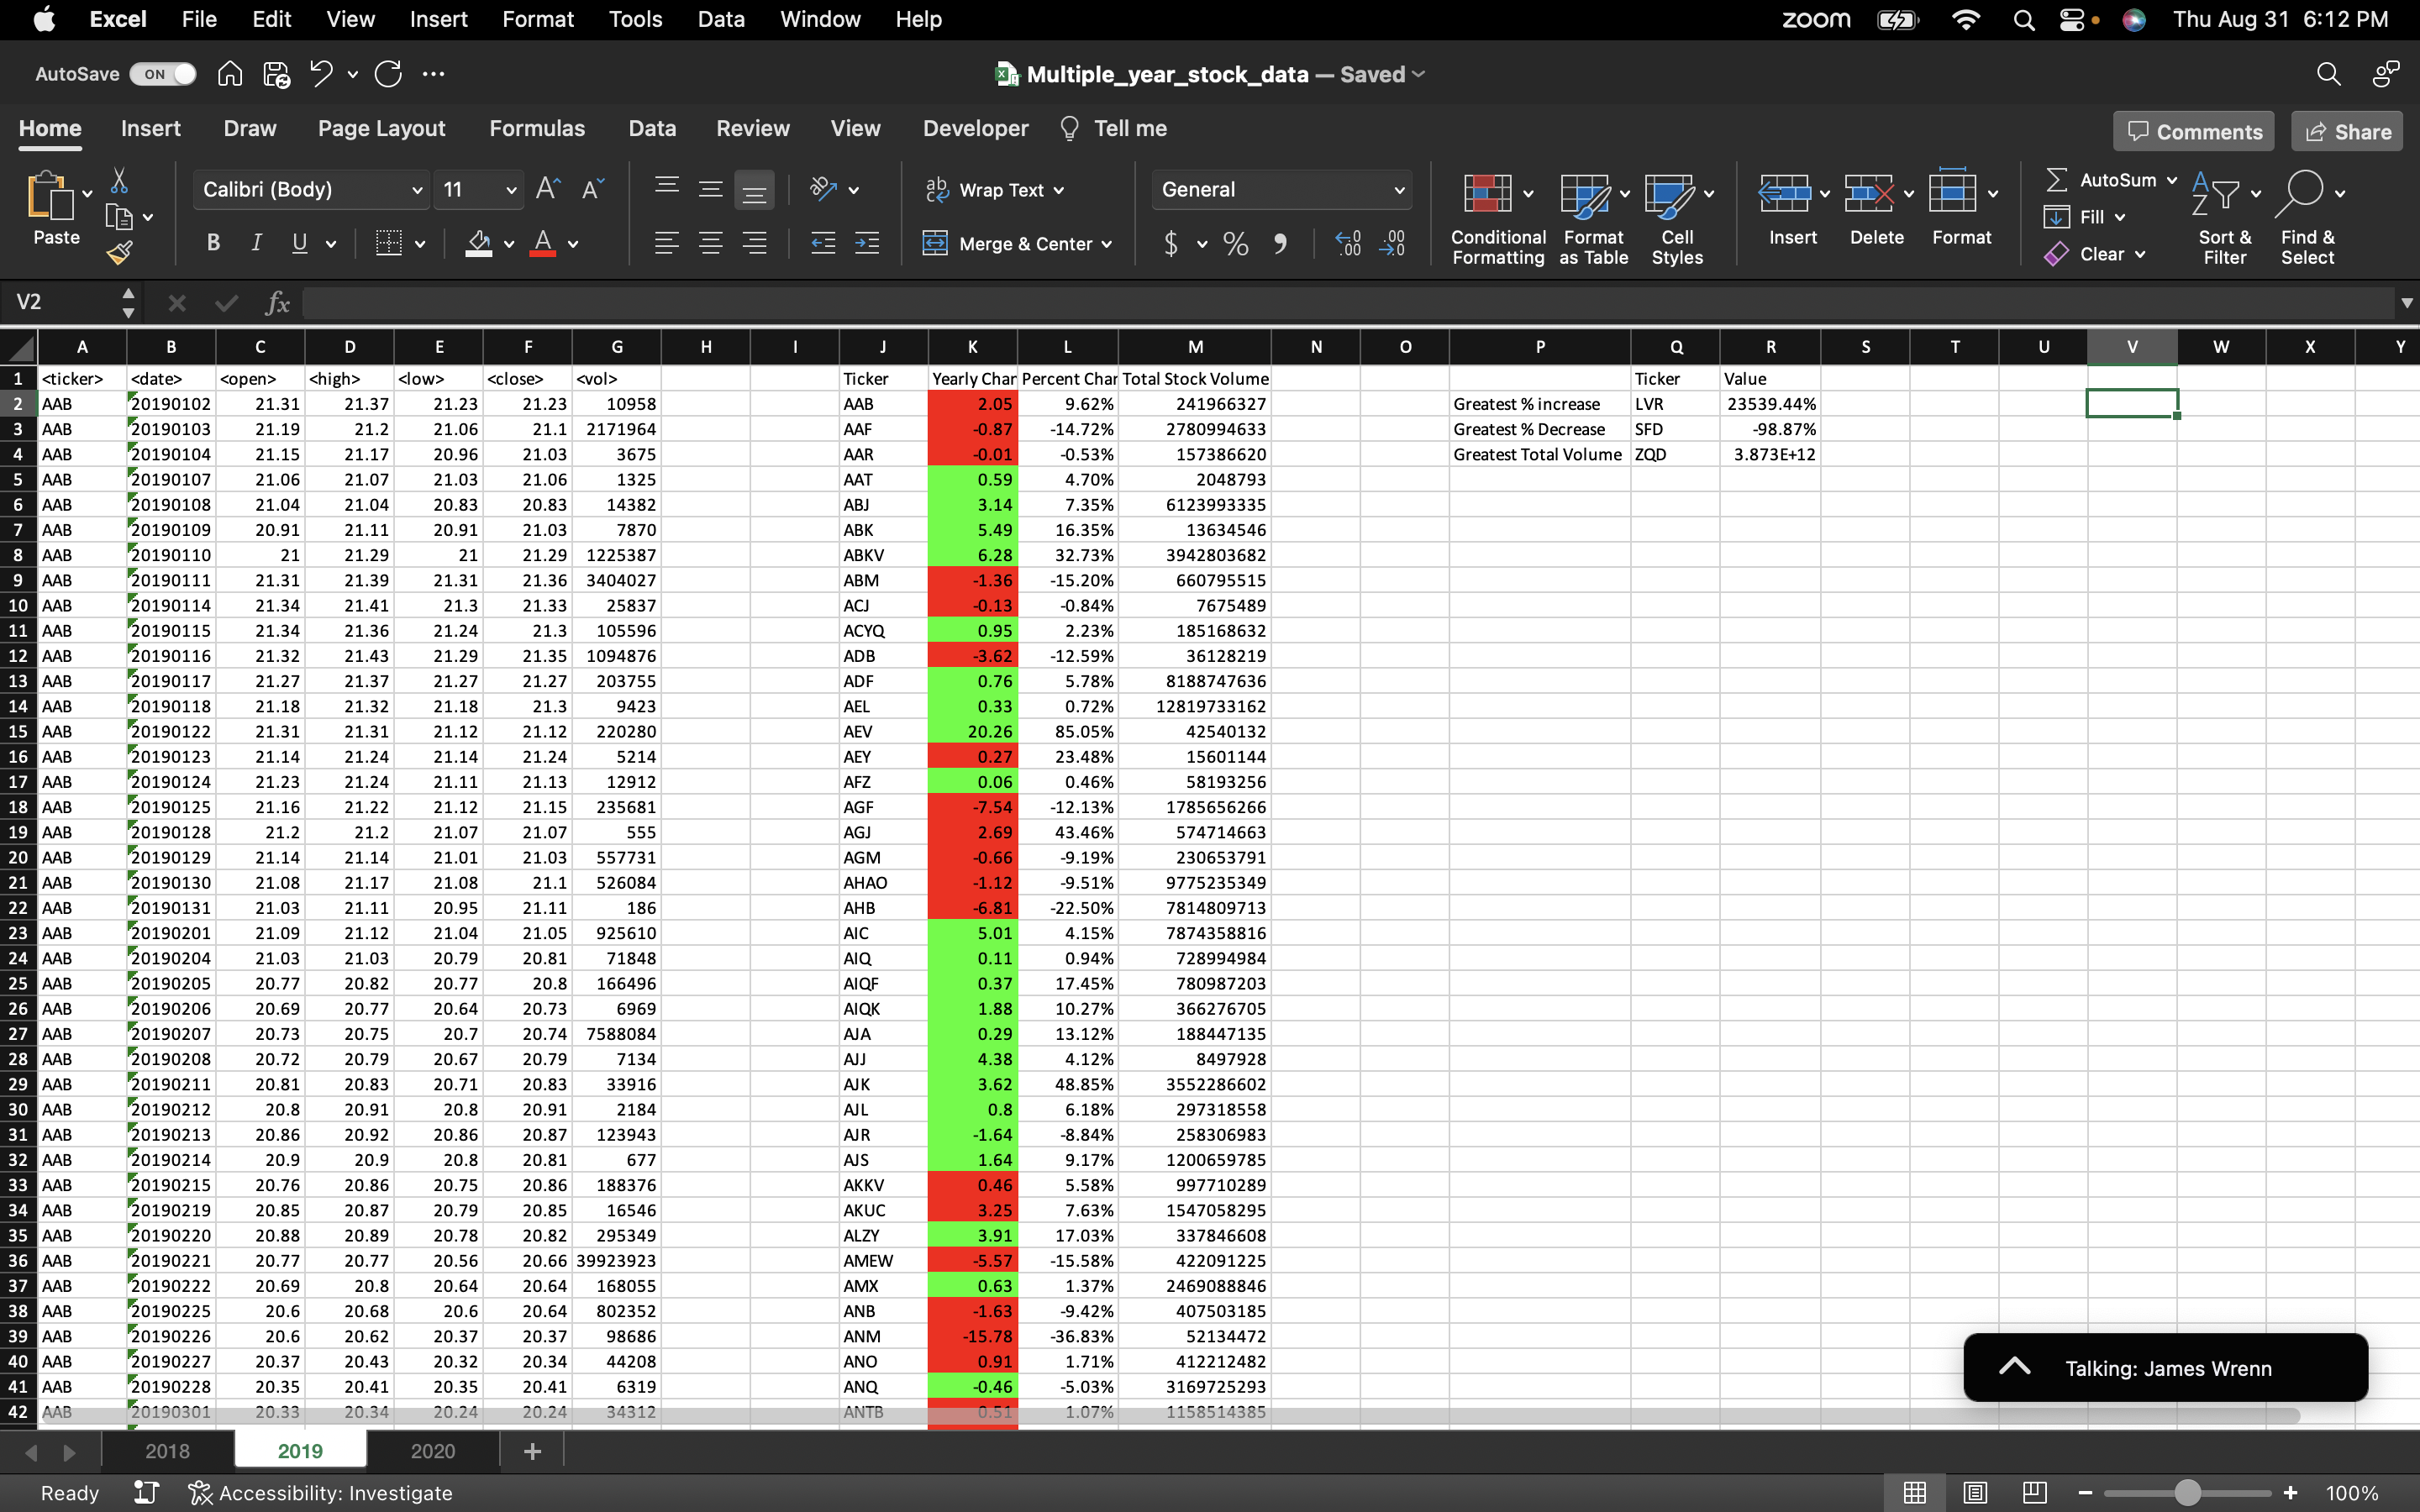 Excel File Edit View Insert Format Tools Data Window Help zoom Thu Aug 31 6:12 PM
AutoSave ON Multiple_year_stock_data — Saved
Home Insert Draw Page Layout Formulas Data Review View Developer Tell me Comments Share
Paste Calibri (Body) 11 Wrap Text General AutoSum
B I U A Merge & Center $ % Fill
Conditional Formatting Format as Table Cell Styles Insert Delete Format Clear Sort & Filter Find & Select
V2 fx
A B C D E F G H I J K L M N O P Q R S T U V W X Y
1 <ticker> <date> <open> <high> <low> <close> <vol> Ticker Yearly Char Percent Char Total Stock Volume Ticker Value
2 AAB 20190102 21.31 21.37 21.23 21.23 10958 AAB 2.05 9.62% 241966327 Greatest % increase LVR 23539.44%
3 AAB 20190103 21.19 21.2 21.06 21.1 2171964 AAF -0.87 -14.72% 2780994633 Greatest % Decrease SFD -98.87%
4 AAB 20190104 21.15 21.17 20.96 21.03 3675 AAR -0.01 -0.53% 157386620 Greatest Total Volume ZQD 3.873E+12
5 AAB 20190107 21.06 21.07 21.03 21.06 1325 AAT 0.59 4.70% 2048793
6 AAB 20190108 21.04 21.04 20.83 20.83 14382 ABJ 3.14 7.35% 6123993335
7 AAB 20190109 20.91 21.11 20.91 21.03 7870 ABK 5.49 16.35% 13634546
8 AAB 20190110 21 21.29 21 21.29 1225387 ABKV 6.28 32.73% 3942803682
9 AAB 20190111 21.31 21.39 21.31 21.36 3404027 ABM -1.36 -15.20% 660795515
10 AAB 20190114 21.34 21.41 21.3 21.33 25837 ACJ -0.13 -0.84% 7675489
11 AAB 20190115 21.34 21.36 21.24 21.3 105596 ACYQ 0.95 2.23% 185168632
12 AAB 20190116 21.32 21.43 21.29 21.35 1094876 ADB -3.62 -12.59% 36128219
13 AAB 20190117 21.27 21.37 21.27 21.27 203755 ADF 0.76 5.78% 8188747636
14 AAB 20190118 21.18 21.32 21.18 21.3 9423 AEL 0.33 0.72% 12819733162
15 AAB 20190122 21.31 21.31 21.12 21.12 220280 AEV 20.26 85.05% 42540132
16 AAB 20190123 21.14 21.24 21.14 21.24 5214 AEY 0.27 23.48% 15601144
17 AAB 20190124 21.23 21.24 21.11 21.13 12912 AFZ 0.06 0.46% 58193256
18 AAB 20190125 21.16 21.22 21.12 21.15 235681 AGF -7.54 -12.13% 1785656266
19 AAB 20190128 21.2 21.2 21.07 21.07 555 AGJ 2.69 43.46% 574714663
20 AAB 20190129 21.14 21.14 21.01 21.03 557731 AGM -0.66 -9.19% 230653791
21 AAB 20190130 21.08 21.17 21.08 21.1 526084 AHAO -1.12 -9.51% 9775235349
22 AAB 20190131 21.03 21.11 20.95 21.11 186 AHB -6.81 -22.50% 7814809713
23 AAB 20190201 21.09 21.12 21.04 21.05 925610 AIC 5.01 4.15% 7874358816
24 AAB 20190204 21.03 21.03 20.79 20.81 71848 AIQ 0.11 0.94% 728994984
25 AAB 20190205 20.77 20.82 20.77 20.8 166496 AIQF 0.37 17.45% 780987203
26 AAB 20190206 20.69 20.77 20.64 20.73 6969 AIQK 1.88 10.27% 366276705
27 AAB 20190207 20.73 20.75 20.7 20.74 7588084 AJA 0.29 13.12% 188447135
28 AAB 20190208 20.72 20.79 20.67 20.79 7134 AJJ 4.38 4.12% 8497928
29 AAB 20190211 20.81 20.83 20.71 20.83 33916 AJK 3.62 48.85% 3552286602
30 AAB 20190212 20.8 20.91 20.8 20.91 2184 AJL 0.8 6.18% 297318558
31 AAB 20190213 20.86 20.92 20.86 20.87 123943 AJR -1.64 -8.84% 258306983
32 AAB 20190214 20.9 20.9 20.8 20.81 677 AJS 1.64 9.17% 1200659785
33 AAB 20190215 20.76 20.86 20.75 20.86 188376 AKKV 0.46 5.58% 997710289
34 AAB 20190219 20.85 20.87 20.79 20.85 16546 AKUC 3.25 7.63% 1547058295
35 AAB 20190220 20.88 20.89 20.78 20.82 295349 ALZY 3.91 17.03% 337846608
36 AAB 20190221 20.77 20.77 20.56 20.66 39923923 AMEW -5.57 -15.58% 422091225
37 AAB 20190222 20.69 20.8 20.64 20.64 168055 AMX 0.63 1.37% 2469088846
38 AAB 20190225 20.6 20.68 20.6 20.64 802352 ANB -1.63 -9.42% 407503185
39 AAB 20190226 20.6 20.62 20.37 20.37 98686 ANM -15.78 -36.83% 52134472
40 AAB 20190227 20.37 20.43 20.32 20.34 44208 ANO 0.91 1.71% 412212482
41 AAB 20190228 20.35 20.41 20.35 20.41 6319 ANQ -0.46 -5.03% 3169725293
42 AAB 20190301 20.33 20.34 20.24 20.24 34312 ANTB 0.51 1.07% 1158514385
Talking: James Wrenn
2018 2019 2020 +
Ready Accessibility: Investigate 100%